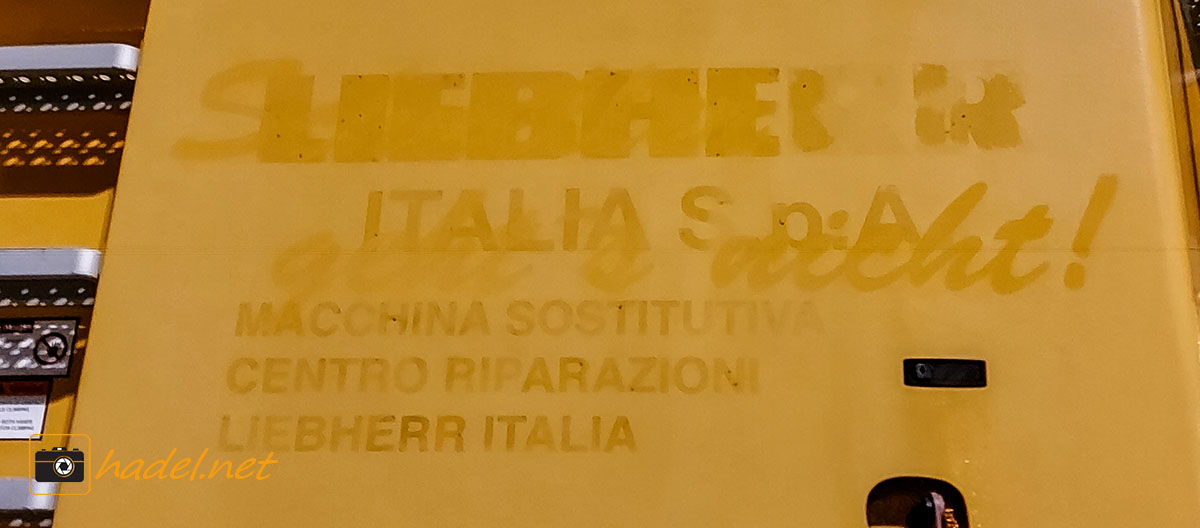 LIEBHERR
ITALIA S.p.A
nicht!
MACCHINA SOSTITUTIVA
CENTRO RIPARAZIONI
LIEBHERR ITALIA
hadel.net